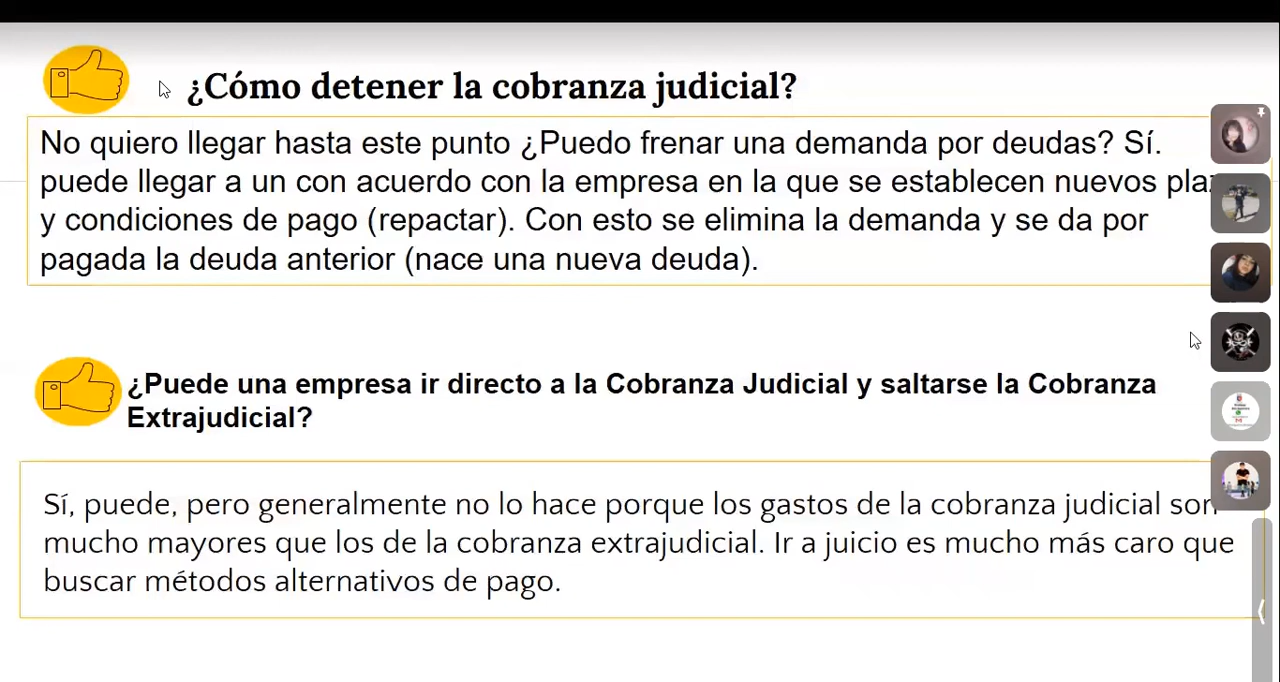 ¿Cómo detener la cobranza judicial?
No quiero llegar hasta este punto ¿Puedo frenar una demanda por deudas? Sí.
puede llegar a un con acuerdo con la empresa en la que se establecen nuevos
y condiciones de pago (repactar). Con esto se elimina la demanda y se da por
pagada la deuda anterior (nace una nueva deuda).
¿Puede una empresa ir directo a la Cobranza Judicial y saltarse la Cobranza
Extrajudicial?
Sí, puede, pero generalmente no lo hace porque los gastos de la cobranza judicial son
mucho mayores que los de la cobranza extrajudicial. Ir a juicio es mucho más caro que
buscar métodos alternativos de pago.